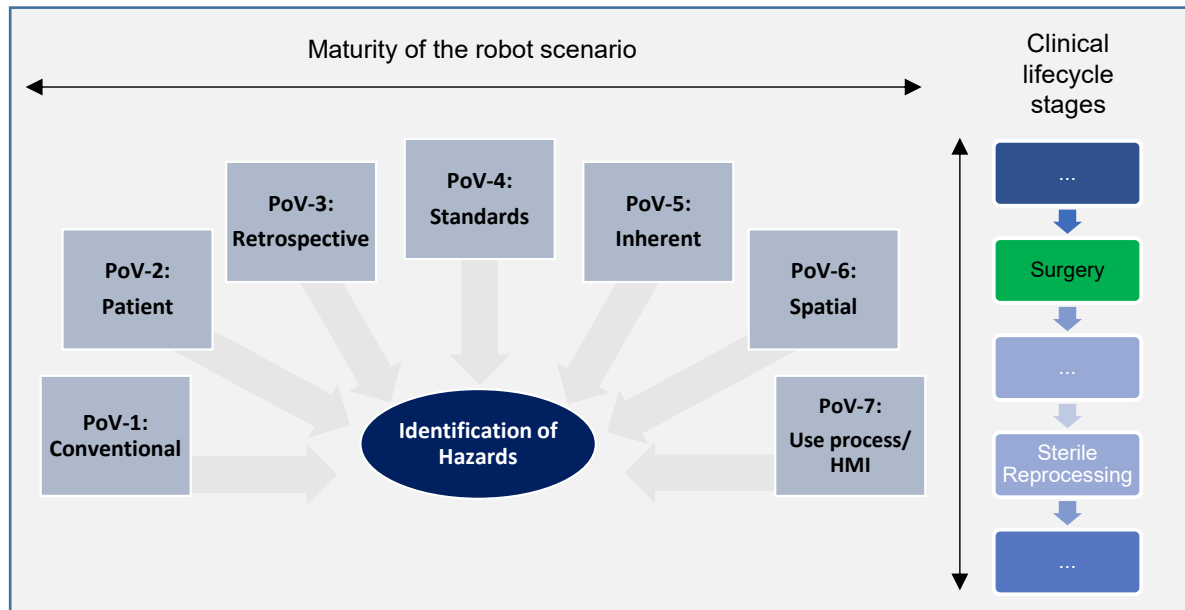 Maturity of the robot scenario
Clinical
lifecycle
stages
PoV-4:
Standards
PoV-3:
Retrospective
PoV-5:
Inherent
PoV-2:
Patient
PoV-6:
Spatial
PoV-1:
Conventional
PoV-7:
Use process/
HMI
Identification of
Hazards
...
Surgery
...
Sterile
Reprocessing
...